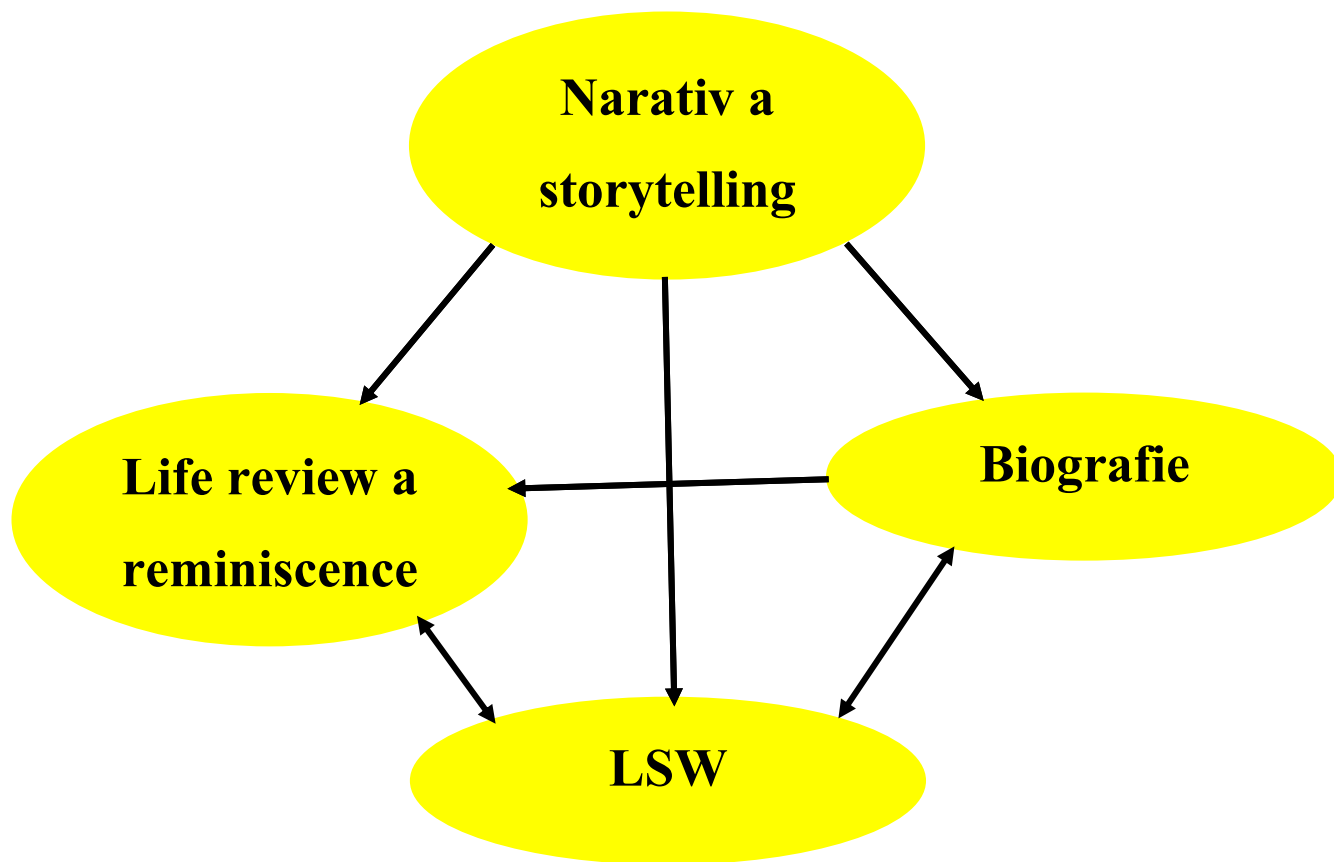 Narativ a
storytelling
Life review a
reminiscence
Biografie
LSW